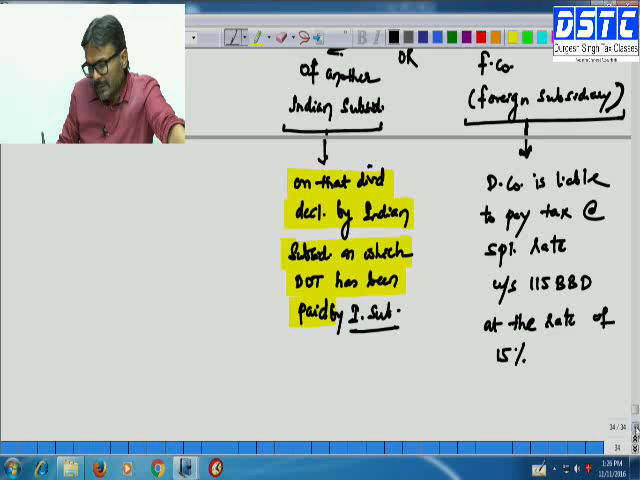 DSTC
Durgesh Singh Tax Classes
of another
Indian Subsid.
OR
f.Co.
(foreign Subsidiary)
on that divd
decl. by Indian
Subsid on which
DDT has been
paid by I. Sub.
D.Co. is liable
to pay tax @
spl. rate
u/s 115BBD
at the rate of
15%
34 / 34
34
1:26 PM
11/11/2016